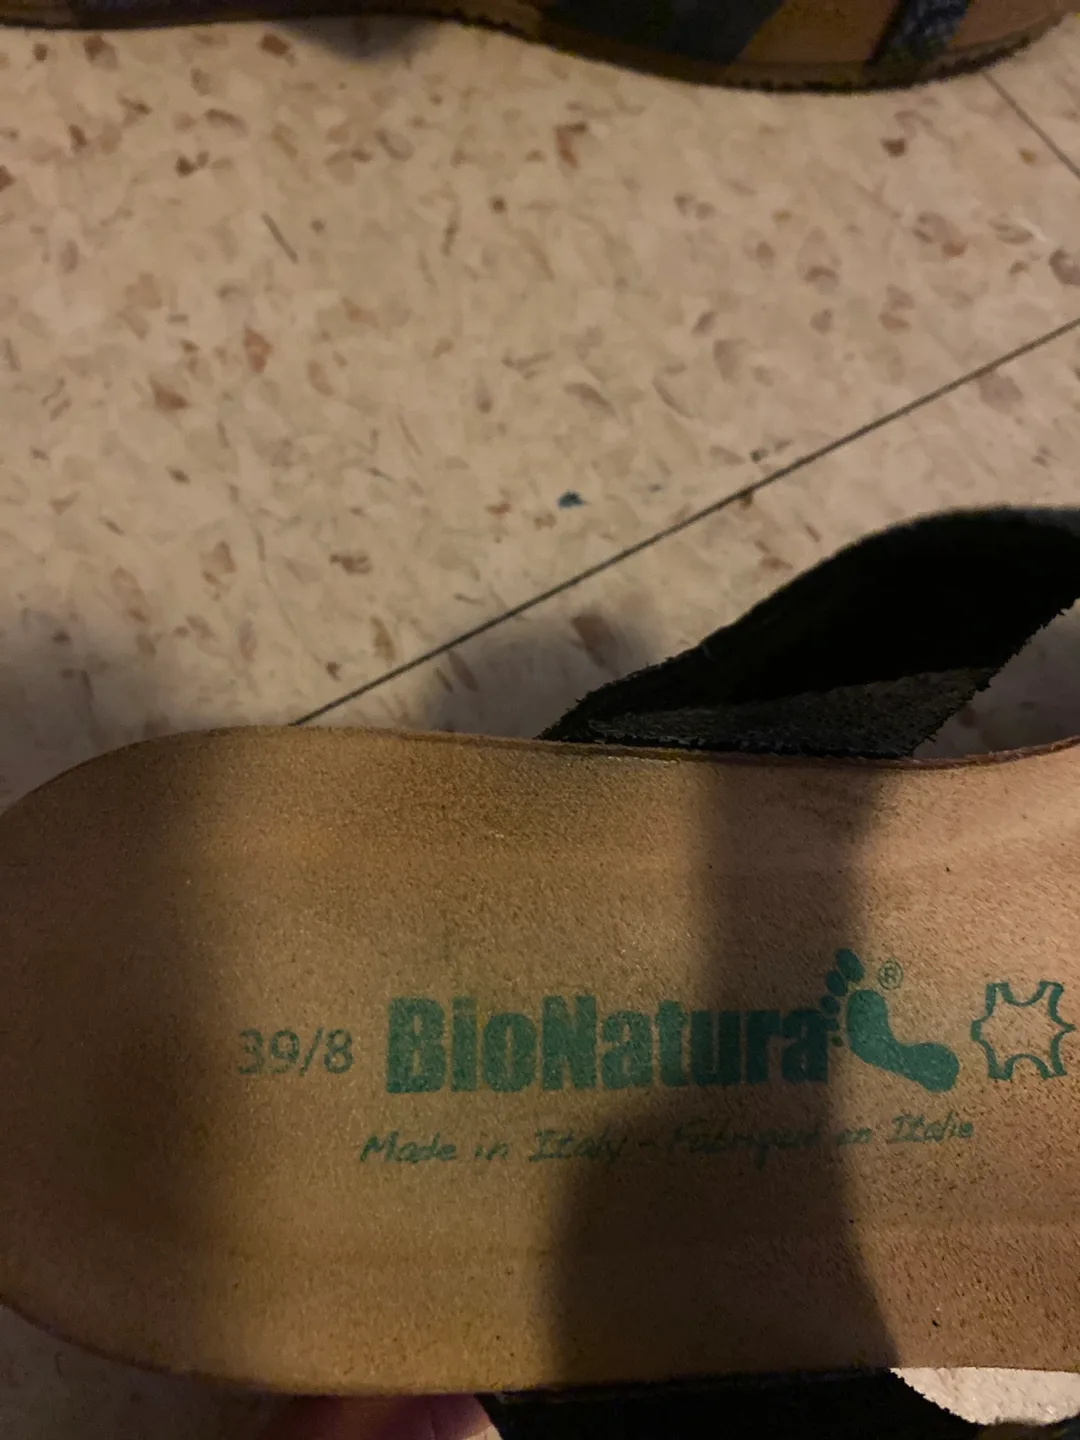 39/8 BioNatura ®
Made in Italy - Fabriqué en Italie